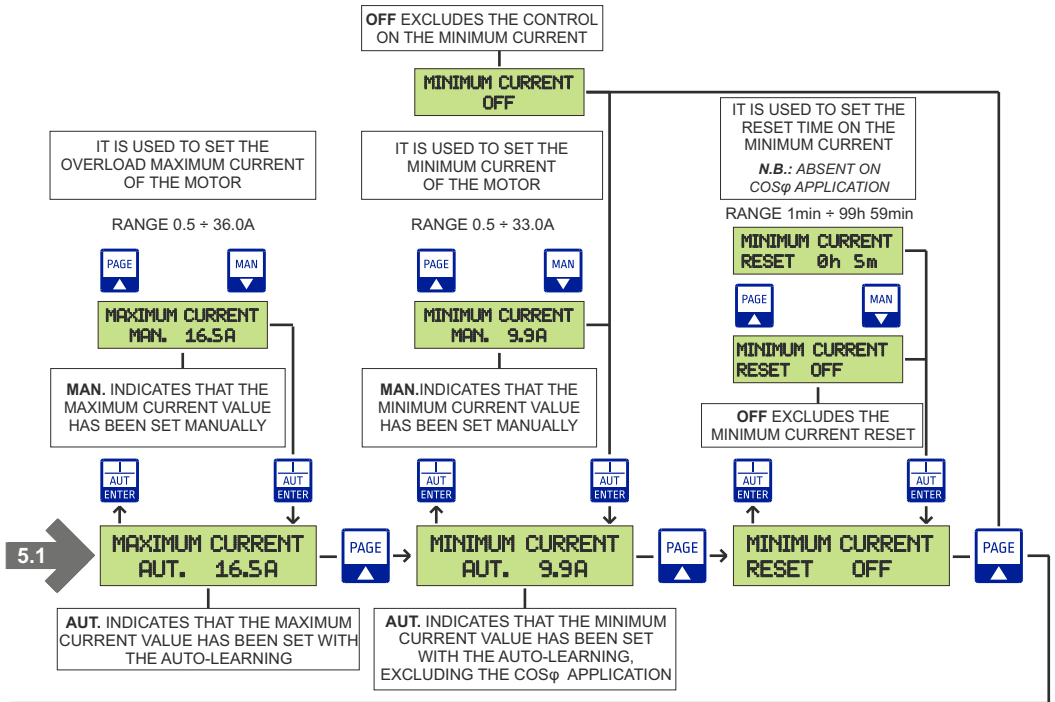 OFF EXCLUDES THE CONTROL
ON THE MINIMUM CURRENT
MINIMUM CURRENT
OFF
IT IS USED TO SET THE
OVERLOAD MAXIMUM CURRENT
OF THE MOTOR
RANGE 0.5 ÷ 36.0A
PAGE
MAN
MAXIMUM CURRENT
MAN. 16.5A
MAN. INDICATES THAT THE
MAXIMUM CURRENT VALUE
HAS BEEN SET MANUALLY
IT IS USED TO SET THE
MINIMUM CURRENT
OF THE MOTOR
RANGE 0.5 ÷ 33.0A
PAGE
MAN
MINIMUM CURRENT
MAN. 9.9A
MAN.INDICATES THAT THE
MINIMUM CURRENT VALUE
HAS BEEN SET MANUALLY
IT IS USED TO SET THE
RESET TIME ON THE
MINIMUM CURRENT
N.B.: ABSENT ON
COSφ APPLICATION
RANGE 1min ÷ 99h 59min
MINIMUM CURRENT
RESET 0h 5m
PAGE
MAN
MINIMUM CURRENT
RESET OFF
OFF EXCLUDES THE
MINIMUM CURRENT RESET
I
AUT
ENTER
I
AUT
ENTER
I
AUT
ENTER
I
AUT
ENTER
I
AUT
ENTER
I
AUT
ENTER
5.1
MAXIMUM CURRENT
AUT. 16.5A
PAGE
MINIMUM CURRENT
AUT. 9.9A
PAGE
MINIMUM CURRENT
RESET OFF
PAGE
AUT. INDICATES THAT THE MAXIMUM
CURRENT VALUE HAS BEEN SET WITH
THE AUTO-LEARNING
AUT. INDICATES THAT THE MINIMUM
CURRENT VALUE HAS BEEN SET
WITH THE AUTO-LEARNING,
EXCLUDING THE COSφ APPLICATION